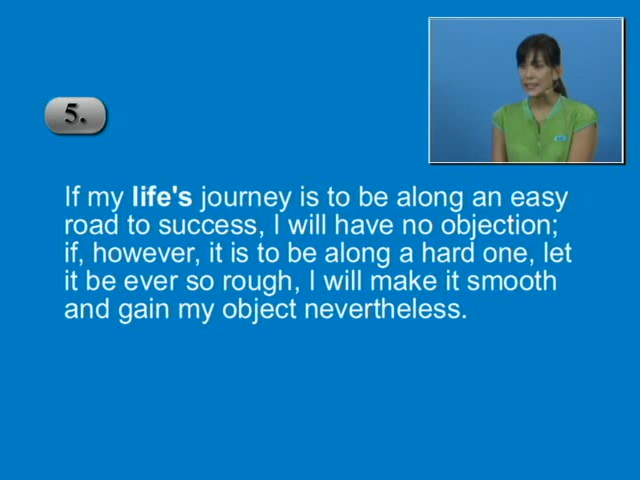 5.
If my life's journey is to be along an easy
road to success, I will have no objection;
if, however, it is to be along a hard one, let
it be ever so rough, I will make it smooth
and gain my object nevertheless.